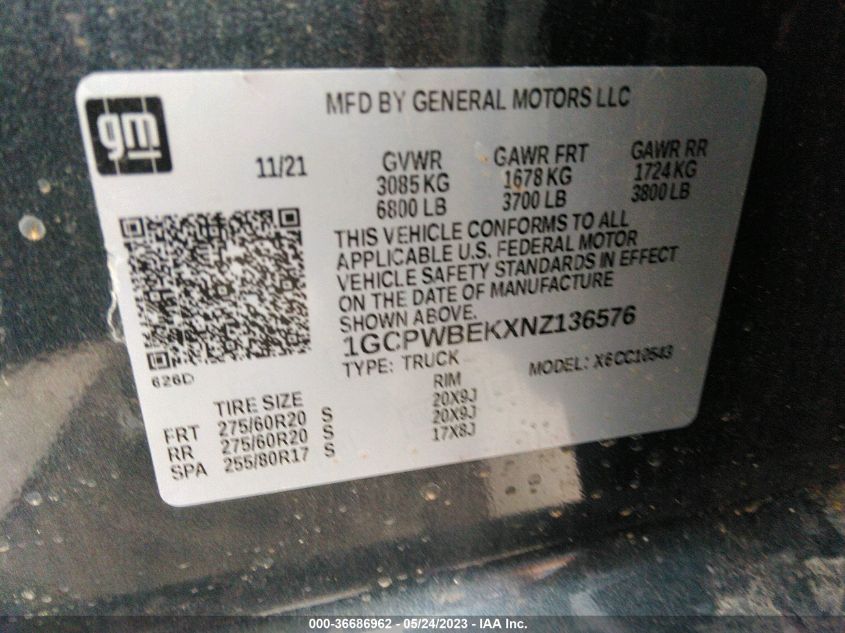 gm
MFD BY GENERAL MOTORS LLC
11/21
GVWR GAWR FRT GAWR RR
3085 KG 1678 KG 1724 KG
6800 LB 3700 LB 3800 LB
THIS VEHICLE CONFORMS TO ALL
APPLICABLE U.S. FEDERAL MOTOR
VEHICLE SAFETY STANDARDS IN EFFECT
ON THE DATE OF MANUFACTURE
SHOWN ABOVE.
1GCPWBEKXNZ136576
TYPE: TRUCK MODEL: X6CC10543
626D
TIRE SIZE RIM
FRT 275/60R20 S 20X9J
RR 275/60R20 S 20X9J
SPA 255/80R17 S 17X8J
000-36686962 - 05/24/2023 - IAA Inc.